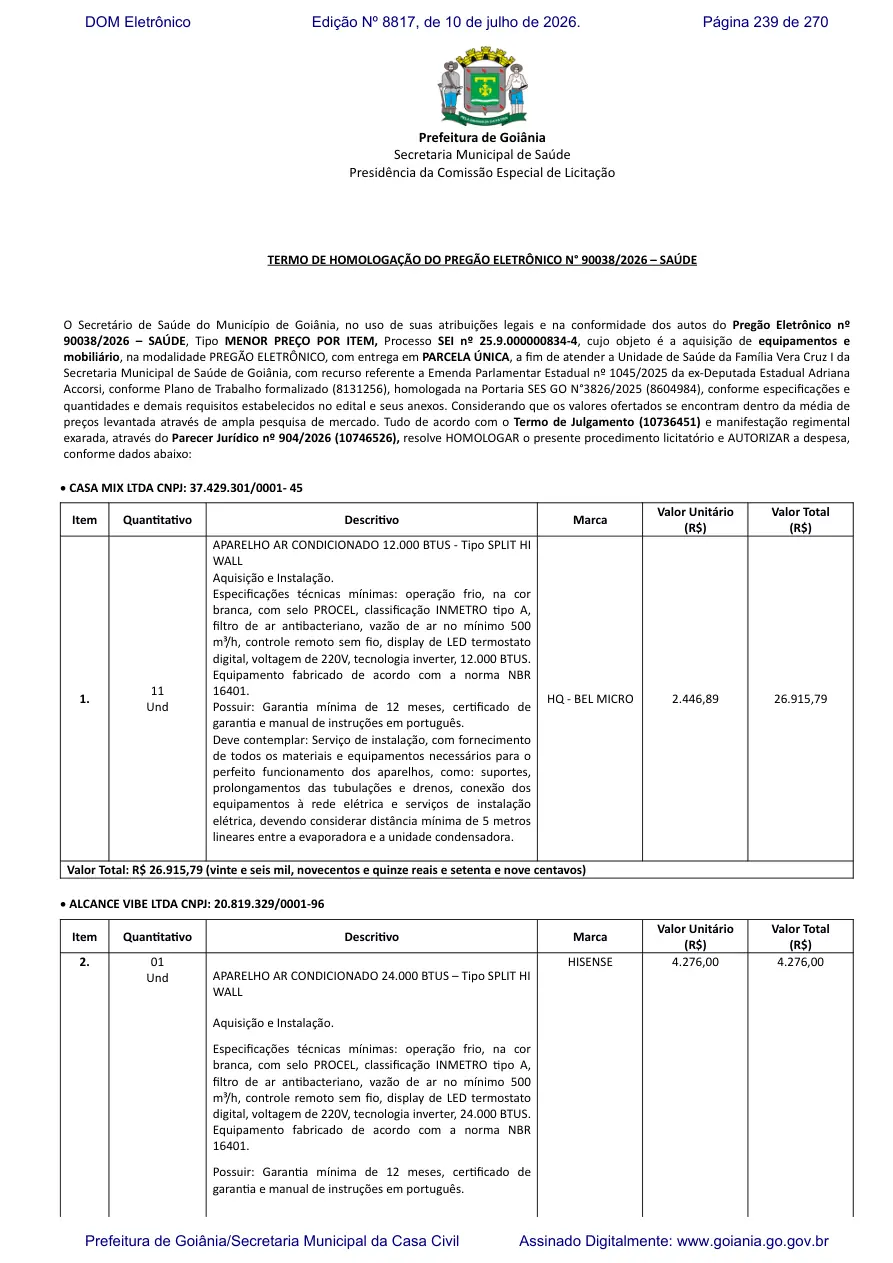 DOM Eletrônico Edição Nº 8817, de 10 de julho de 2026. Página 239 de 270
Prefeitura de Goiânia
Secretaria Municipal de Saúde
Presidência da Comissão Especial de Licitação
TERMO DE HOMOLOGAÇÃO DO PREGÃO ELETRÔNICO N° 90038/2026 – SAÚDE
O Secretário de Saúde do Município de Goiânia, no uso de suas atribuições legais e na conformidade dos autos do Pregão Eletrônico nº
90038/2026 – SAÚDE, Tipo MENOR PREÇO POR ITEM, Processo SEI nº 25.9.000000834-4, cujo objeto é a aquisição de equipamentos e
mobiliário, na modalidade PREGÃO ELETRÔNICO, com entrega em PARCELA ÚNICA, a fim de atender a Unidade de Saúde da Família Vera Cruz I da
Secretaria Municipal de Saúde de Goiânia, com recurso referente a Emenda Parlamentar Estadual nº 1045/2025 da ex-Deputada Estadual Adriana
Accorsi, conforme Plano de Trabalho formalizado (8131256), homologada na Portaria SES GO N°3826/2025 (8604984), conforme especificações e
quantidades e demais requisitos estabelecidos no edital e seus anexos. Considerando que os valores ofertados se encontram dentro da média de
preços levantada através de ampla pesquisa de mercado. Tudo de acordo com o Termo de Julgamento (10736451) e manifestação regimental
exarada, através do Parecer Jurídico nº 904/2026 (10746526), resolve HOMOLOGAR o presente procedimento licitatório e AUTORIZAR a despesa,
conforme dados abaixo:
• CASA MIX LTDA CNPJ: 37.429.301/0001- 45
Item Quantitativo Descritivo Marca Valor Unitário (R$) Valor Total (R$)
APARELHO AR CONDICIONADO 12.000 BTUS - Tipo SPLIT HI
WALL
Aquisição e Instalação.
Especificações técnicas mínimas: operação frio, na cor
branca, com selo PROCEL, classificação INMETRO tipo A,
filtro de ar antibacteriano, vazão de ar no mínimo 500
m³/h, controle remoto sem fio, display de LED termostato
digital, voltagem de 220V, tecnologia inverter, 12.000 BTUS.
Equipamento fabricado de acordo com a norma NBR
16401.
1. 11 Und HQ - BEL MICRO 2.446,89 26.915,79
Possuir: Garantia mínima de 12 meses, certificado de
garantia e manual de instruções em português.
Deve contemplar: Serviço de instalação, com fornecimento
de todos os materiais e equipamentos necessários para o
perfeito funcionamento dos aparelhos, como: suportes,
prolongamentos das tubulações e drenos, conexão dos
equipamentos à rede elétrica e serviços de instalação
elétrica, devendo considerar distância mínima de 5 metros
lineares entre a evaporadora e a unidade condensadora.
Valor Total: R$ 26.915,79 (vinte e seis mil, novecentos e quinze reais e setenta e nove centavos)
• ALCANCE VIBE LTDA CNPJ: 20.819.329/0001-96
Item Quantitativo Descritivo Marca Valor Unitário (R$) Valor Total (R$)
2. 01 Und HISENSE 4.276,00 4.276,00
APARELHO AR CONDICIONADO 24.000 BTUS – Tipo SPLIT HI
WALL
Aquisição e Instalação.
Especificações técnicas mínimas: operação frio, na cor
branca, com selo PROCEL, classificação INMETRO tipo A,
filtro de ar antibacteriano, vazão de ar no mínimo 500
m³/h, controle remoto sem fio, display de LED termostato
digital, voltagem de 220V, tecnologia inverter, 24.000 BTUS.
Equipamento fabricado de acordo com a norma NBR
16401.
Possuir: Garantia mínima de 12 meses, certificado de
garantia e manual de instruções em português.
Prefeitura de Goiânia/Secretaria Municipal da Casa Civil Assinado Digitalmente: www.goiania.go.gov.br